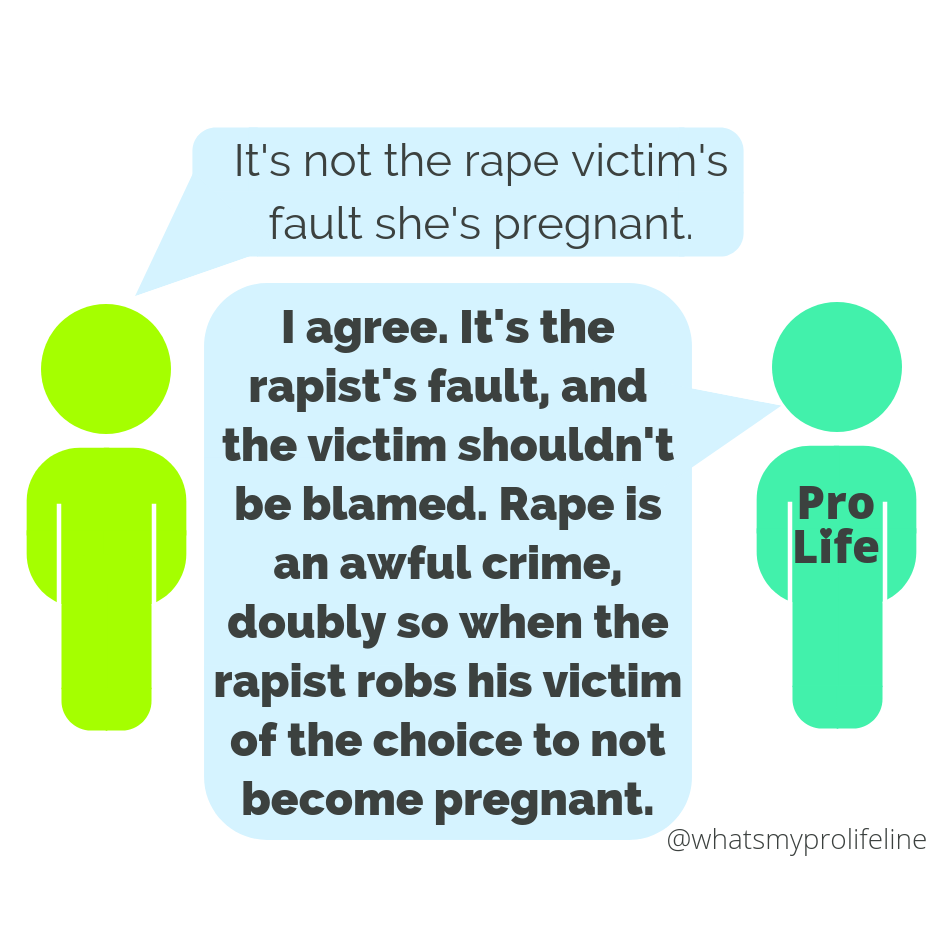 It's not the rape victim's
fault she's pregnant.
I agree. It's the
rapist's fault, and
the victim shouldn't
be blamed. Rape is
an awful crime,
doubly so when the
rapist robs his victim
of the choice to not
become pregnant.
Pro
Life
@whatsmyprolifeline